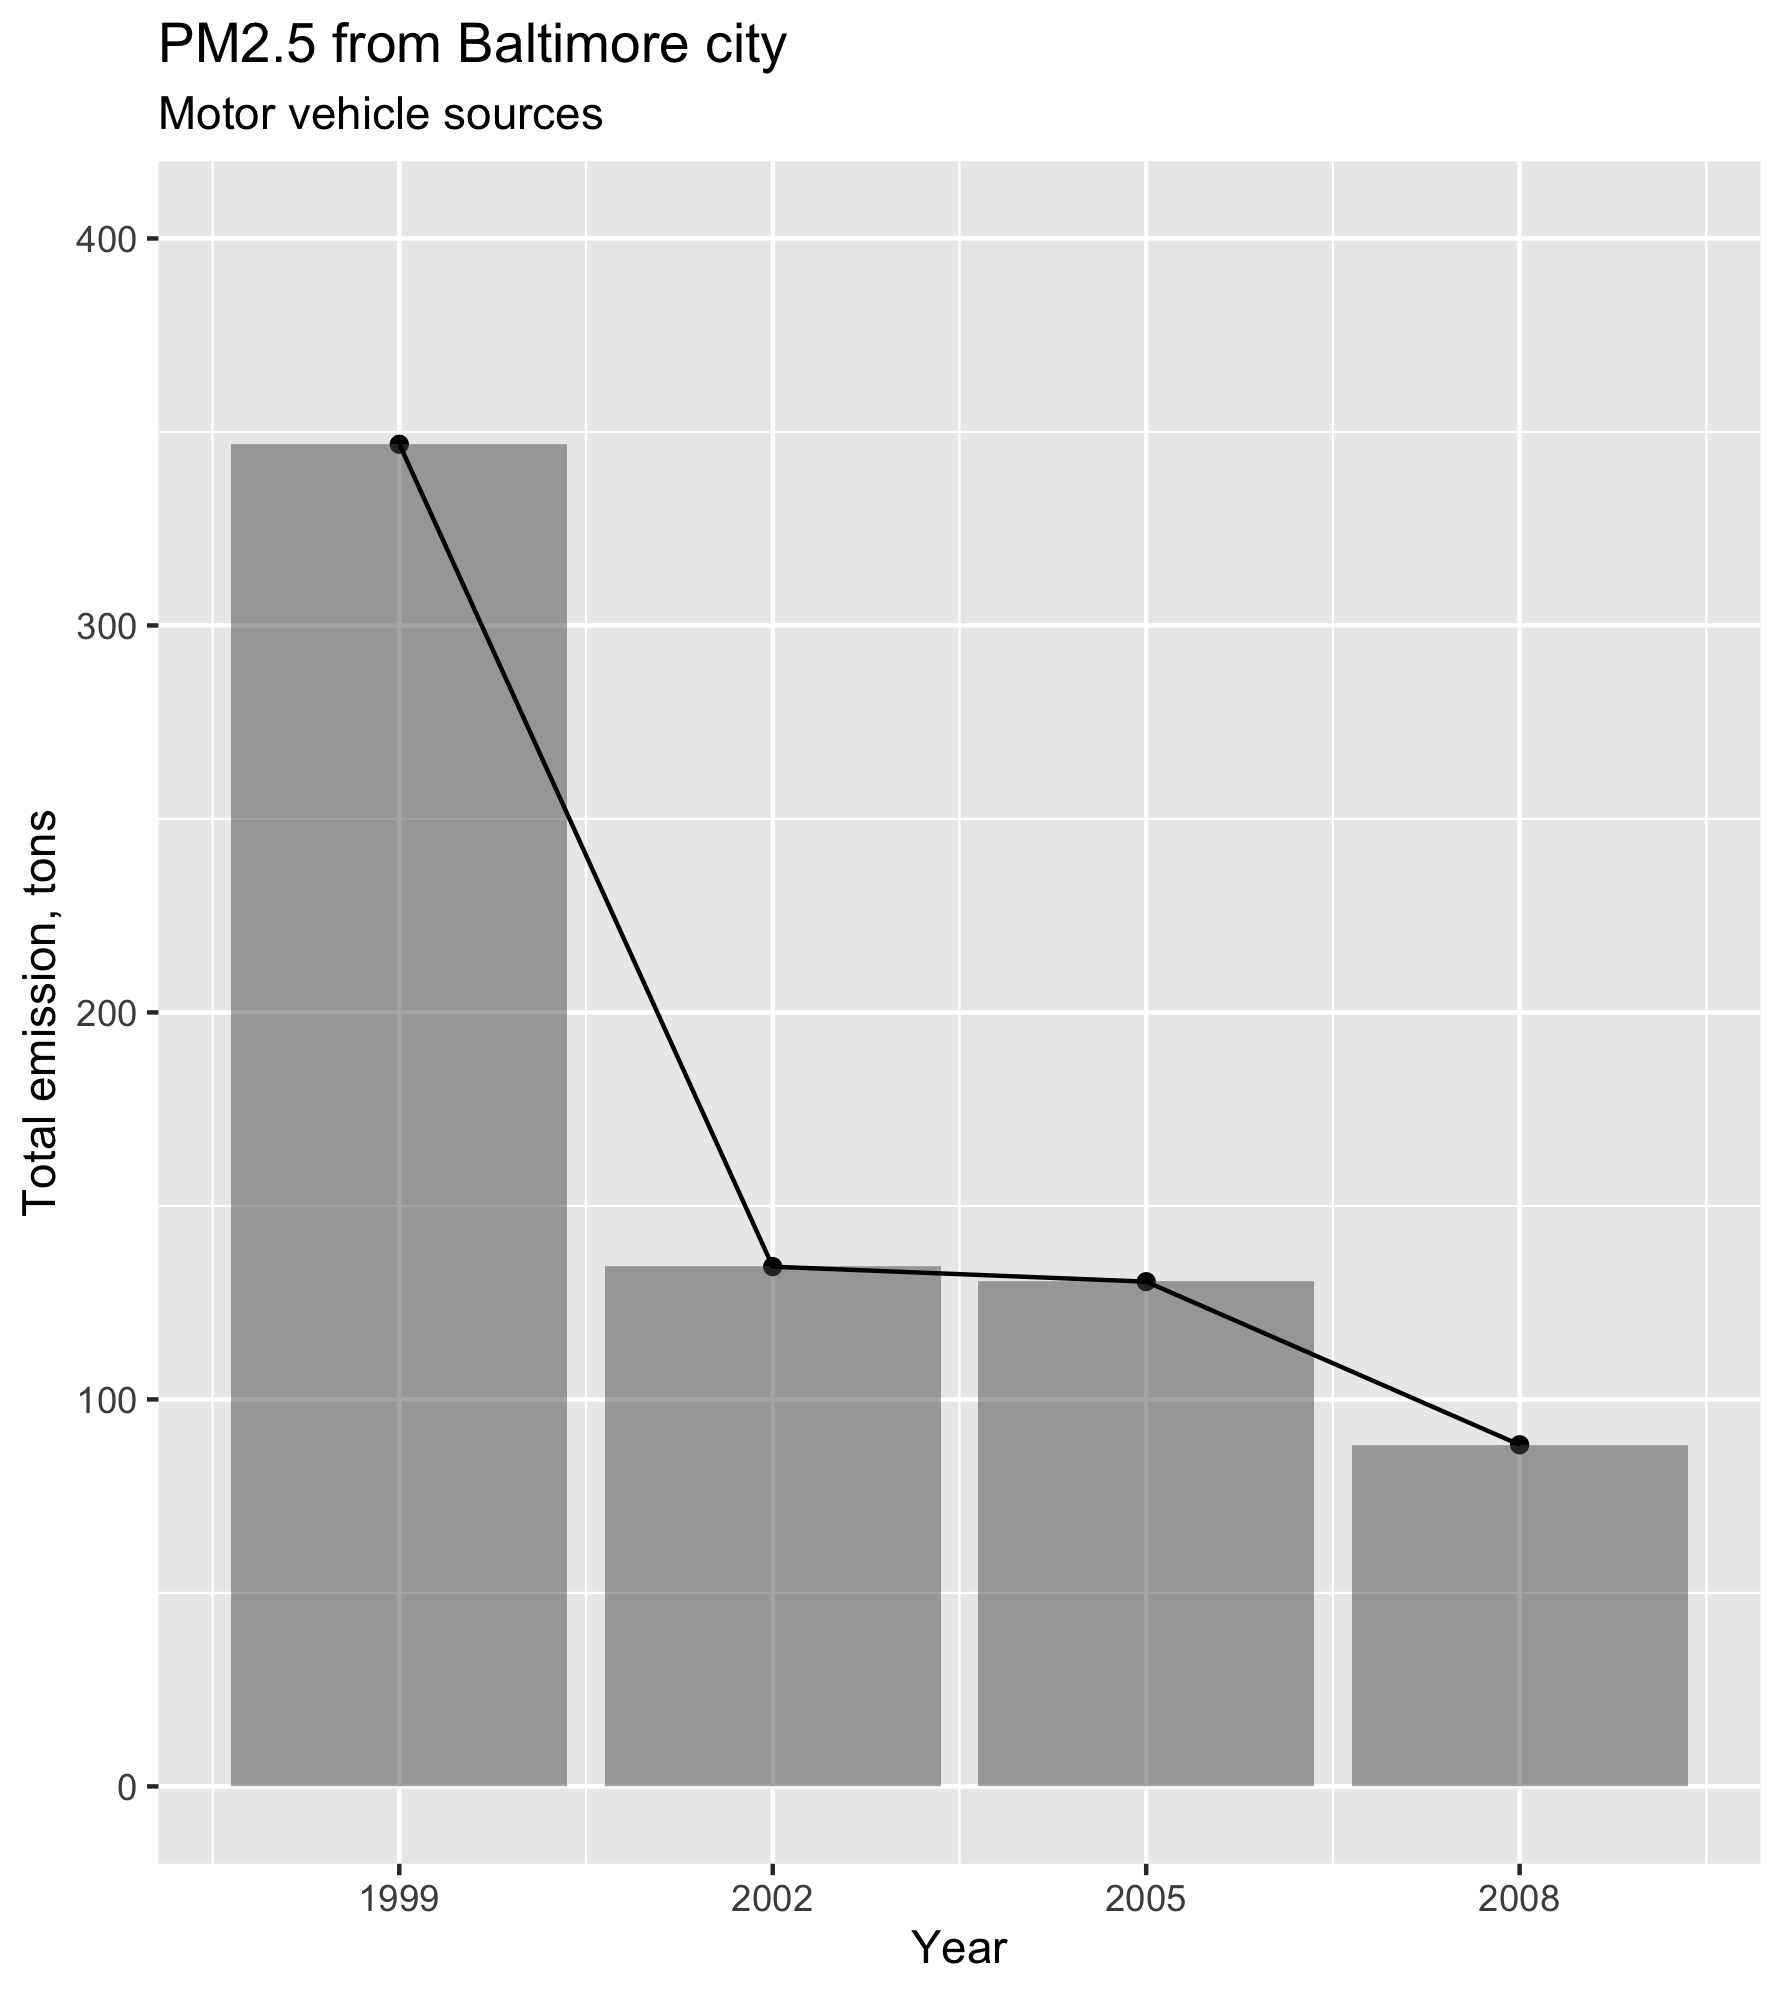 PM2.5 from Baltimore city
Motor vehicle sources
400
300
200
100
0
Total emission, tons
1999 2002 2005 2008
Year